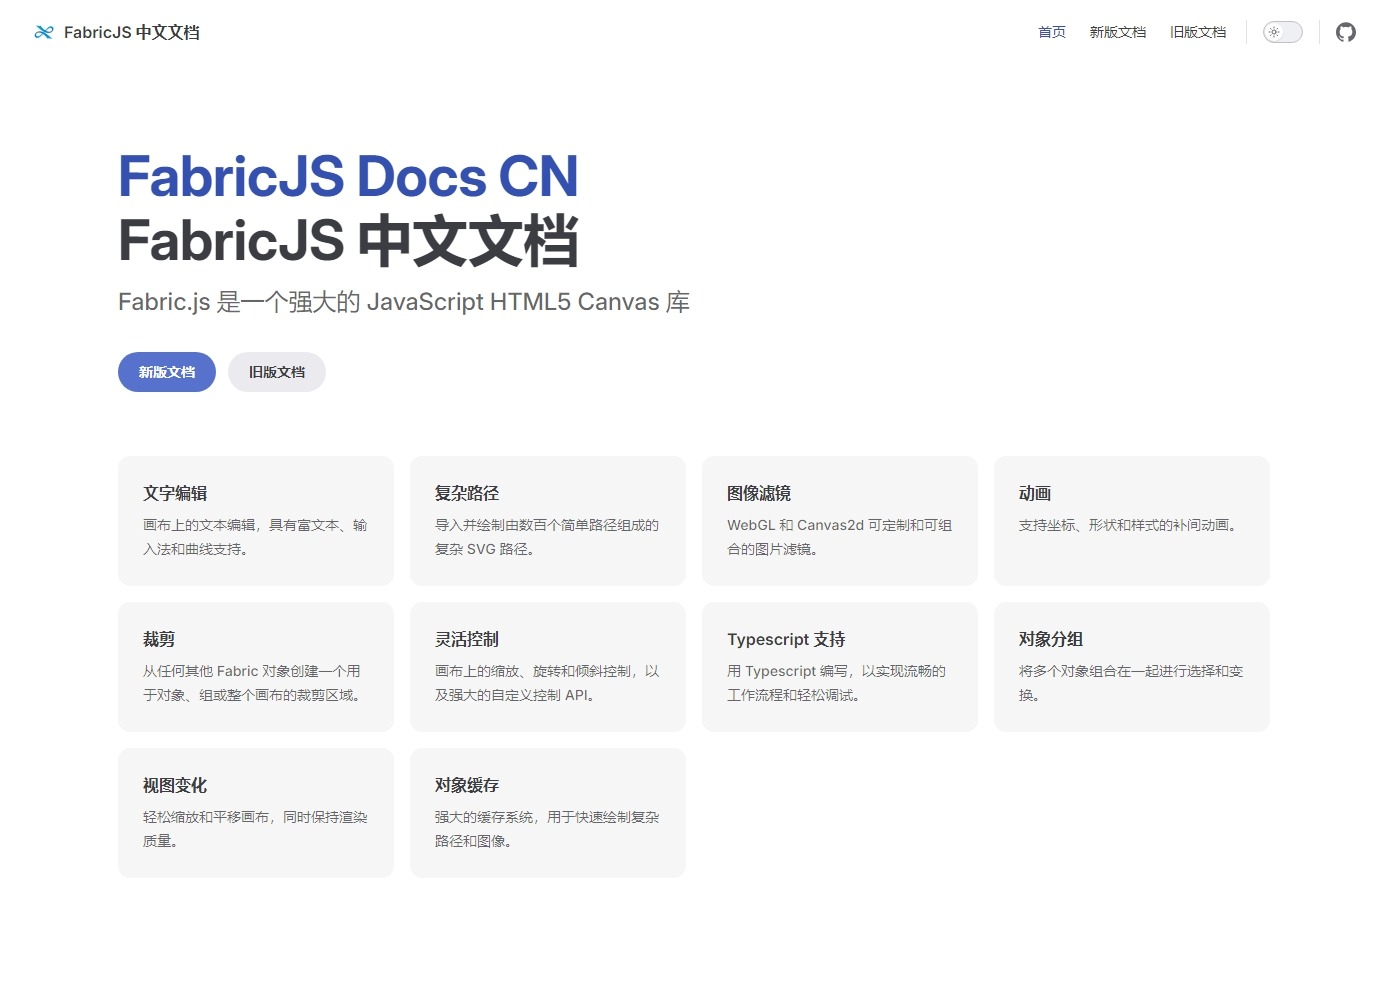 FabricJS 中文文档
首页
新版文档
旧版文档
FabricJS Docs CN
FabricJS 中文文档
Fabric.js 是一个强大的 JavaScript HTML5 Canvas 库
新版文档
旧版文档
文字编辑
画布上的文本编辑，具有富文本、输
入法和曲线支持。
复杂路径
导入并绘制由数百个简单路径组成的
复杂 SVG 路径。
图像滤镜
WebGL 和 Canvas2d 可定制和可组
合的图片滤镜。
动画
支持坐标、形状和样式的补间动画。
裁剪
从任何其他 Fabric 对象创建一个用
于对象、组或整个画布的裁剪区域。
灵活控制
画布上的缩放、旋转和倾斜控制，以
及强大的自定义控制 API。
Typescript 支持
用 Typescript 编写，以实现流畅的
工作流程和轻松调试。
对象分组
将多个对象组合在一起进行选择和变
换。
视图变化
轻松缩放和平移画布，同时保持渲染
质量。
对象缓存
强大的缓存系统，用于快速绘制复杂
路径和图像。